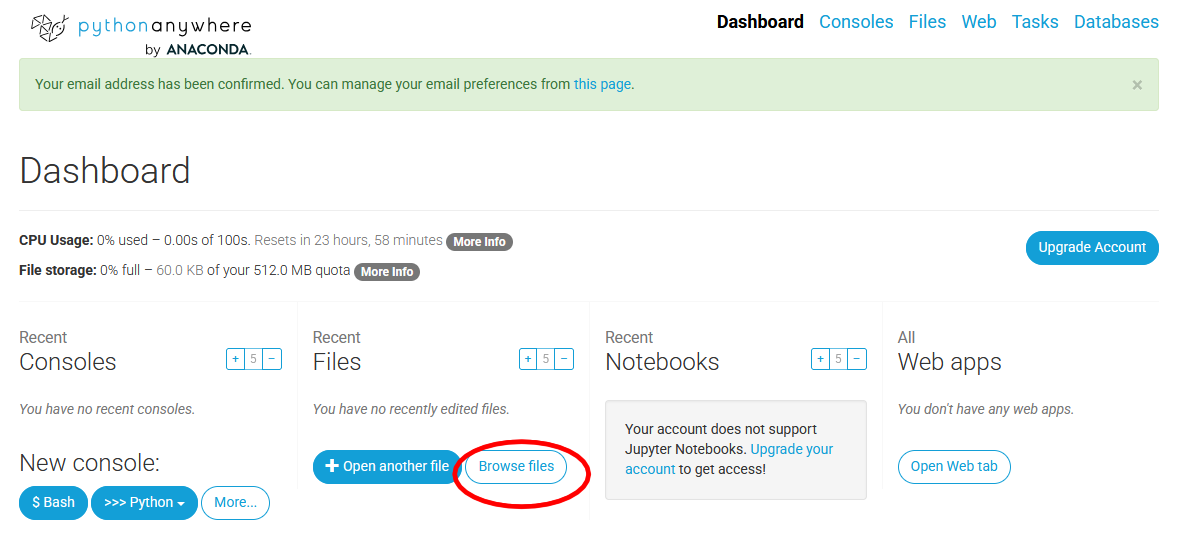 pythonanywhere
by ANACONDA.
Dashboard Consoles Files Web Tasks Databases
Your email address has been confirmed. You can manage your email preferences from this page. ×
Dashboard
CPU Usage: 0% used – 0.00s of 100s. Resets in 23 hours, 58 minutes More Info
File storage: 0% full – 60.0 KB of your 512.0 MB quota More Info
Upgrade Account
Recent
Consoles + 5 −
You have no recent consoles.
New console:
$ Bash >>> Python More...
Recent
Files + 5 −
You have no recently edited files.
+ Open another file Browse files
Recent
Notebooks + 5 −
Your account does not support
Jupyter Notebooks. Upgrade your
account to get access!
All
Web apps
You don't have any web apps.
Open Web tab